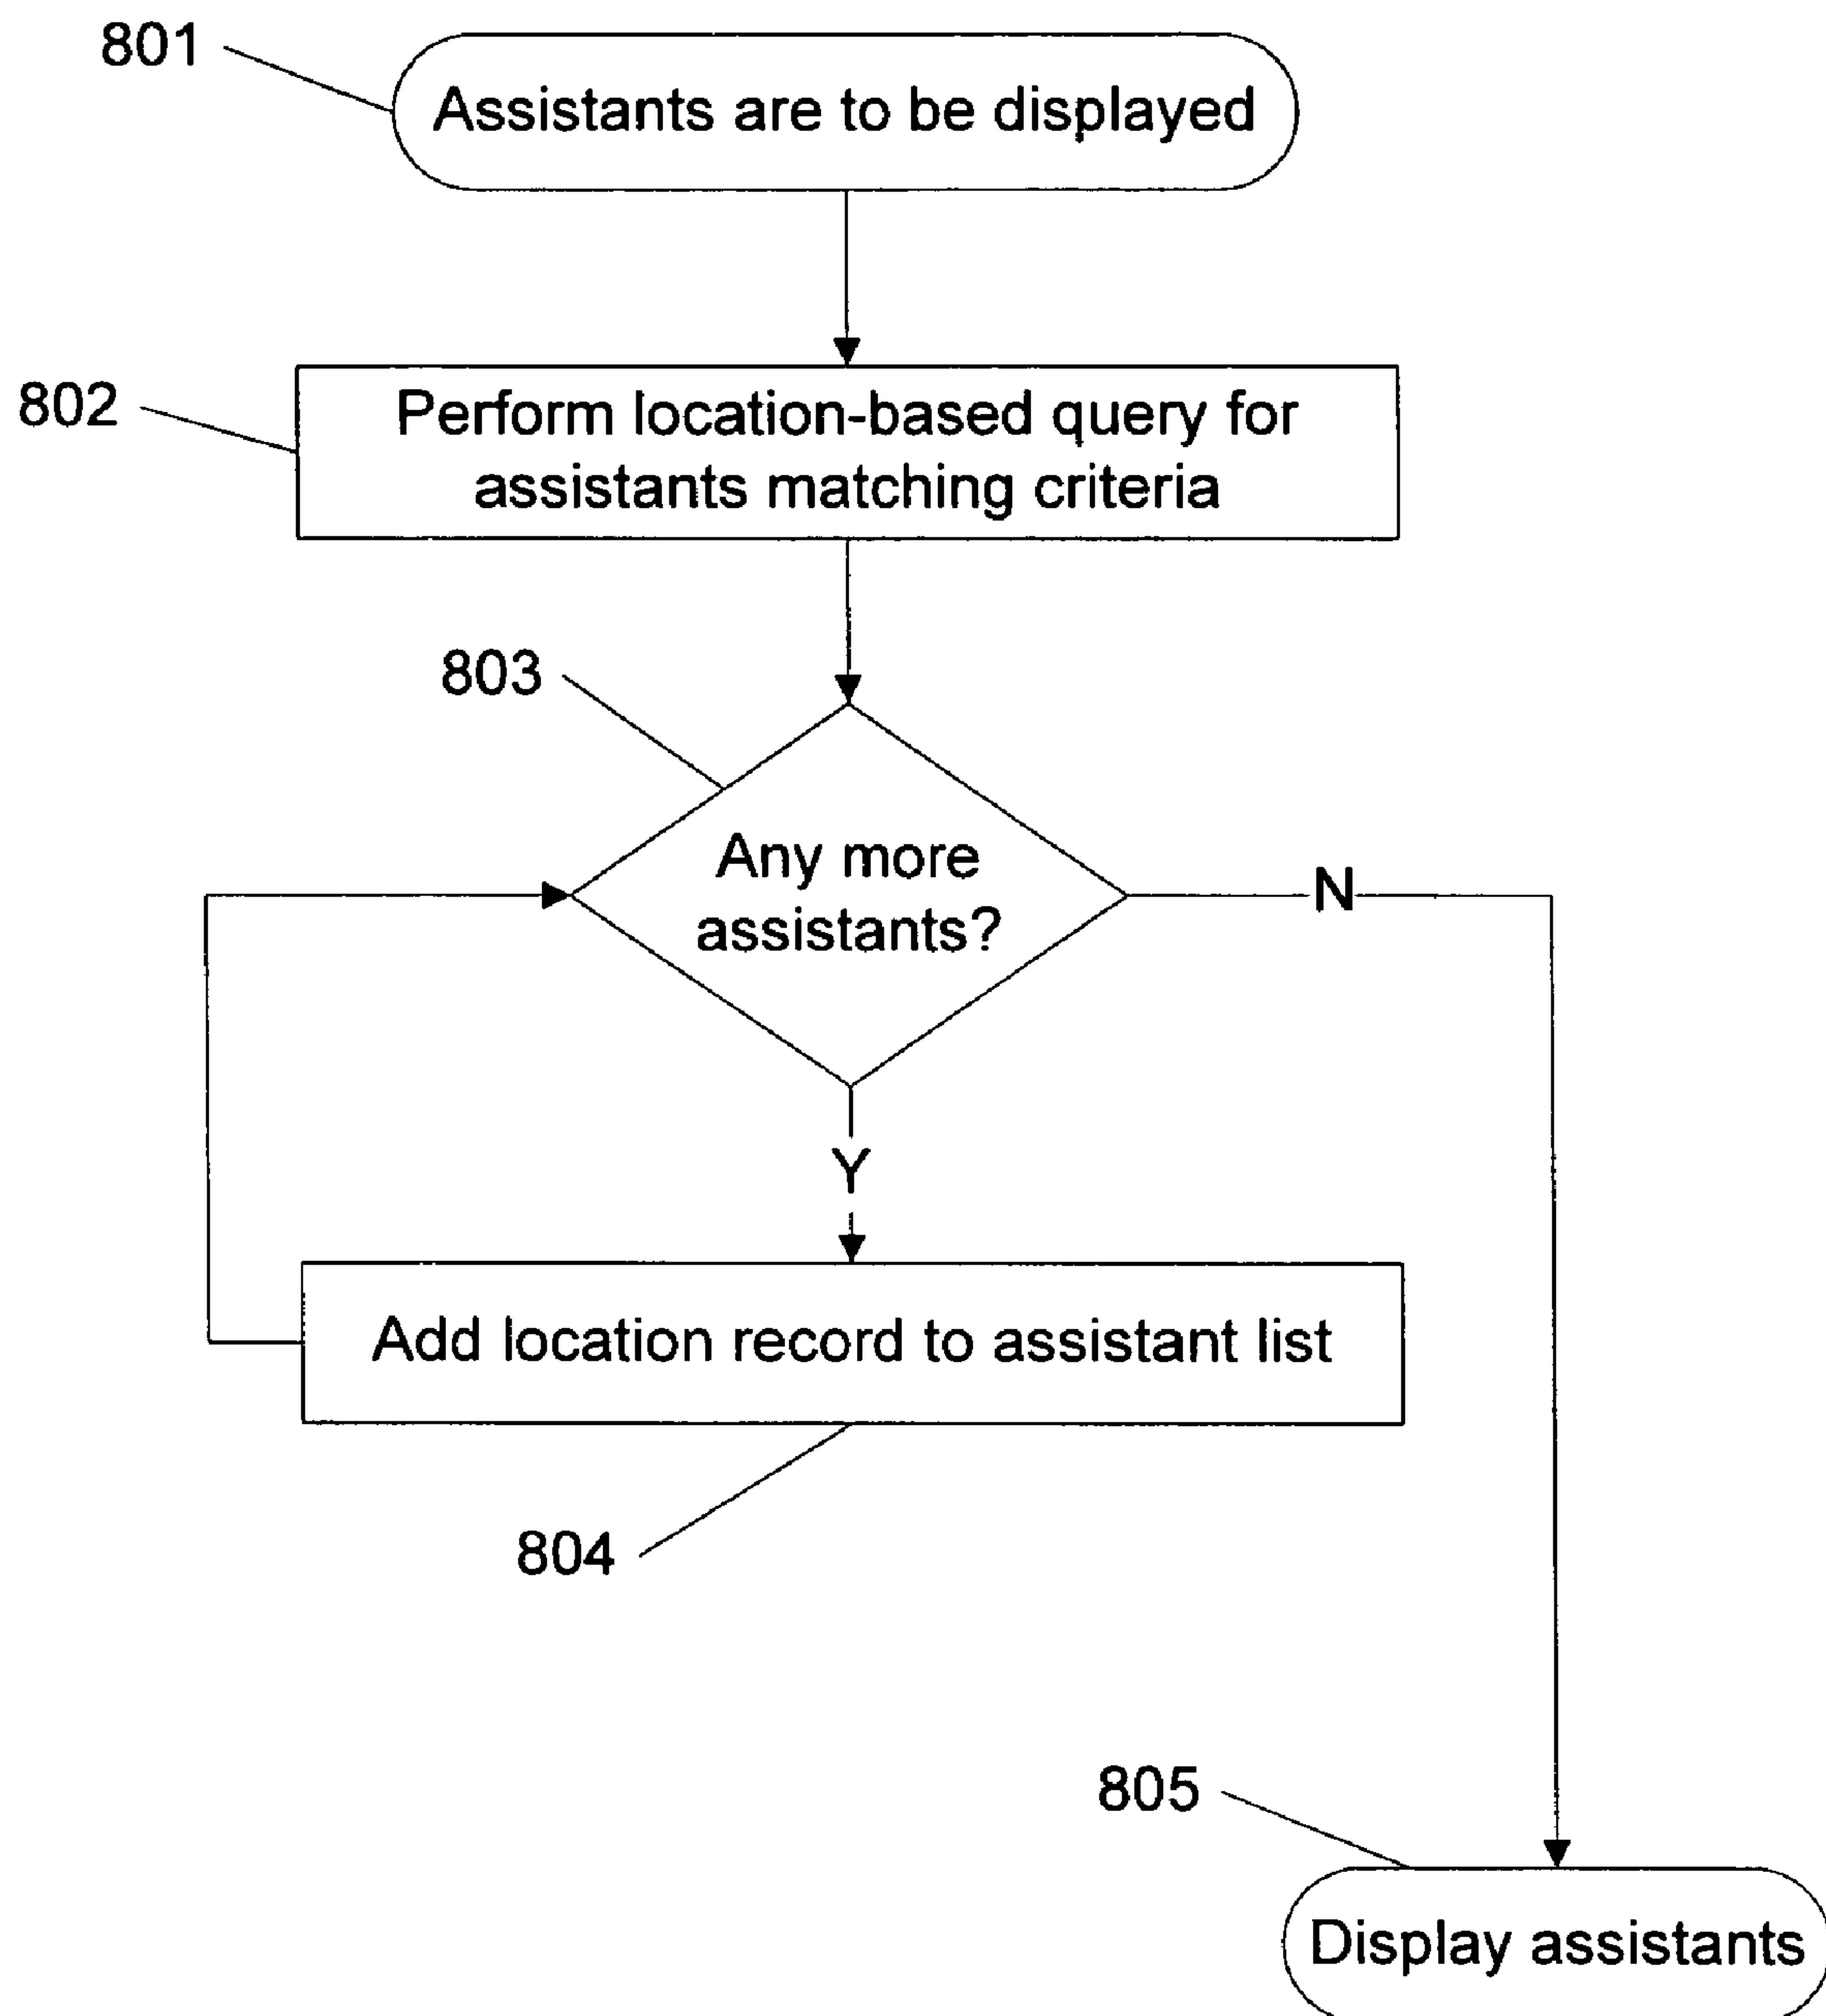 801
Assistants are to be displayed
802
Perform location-based query for
assistants matching criteria
803
Any more
assistants?
N
Y
Add location record to assistant list
804
805
Display assistants